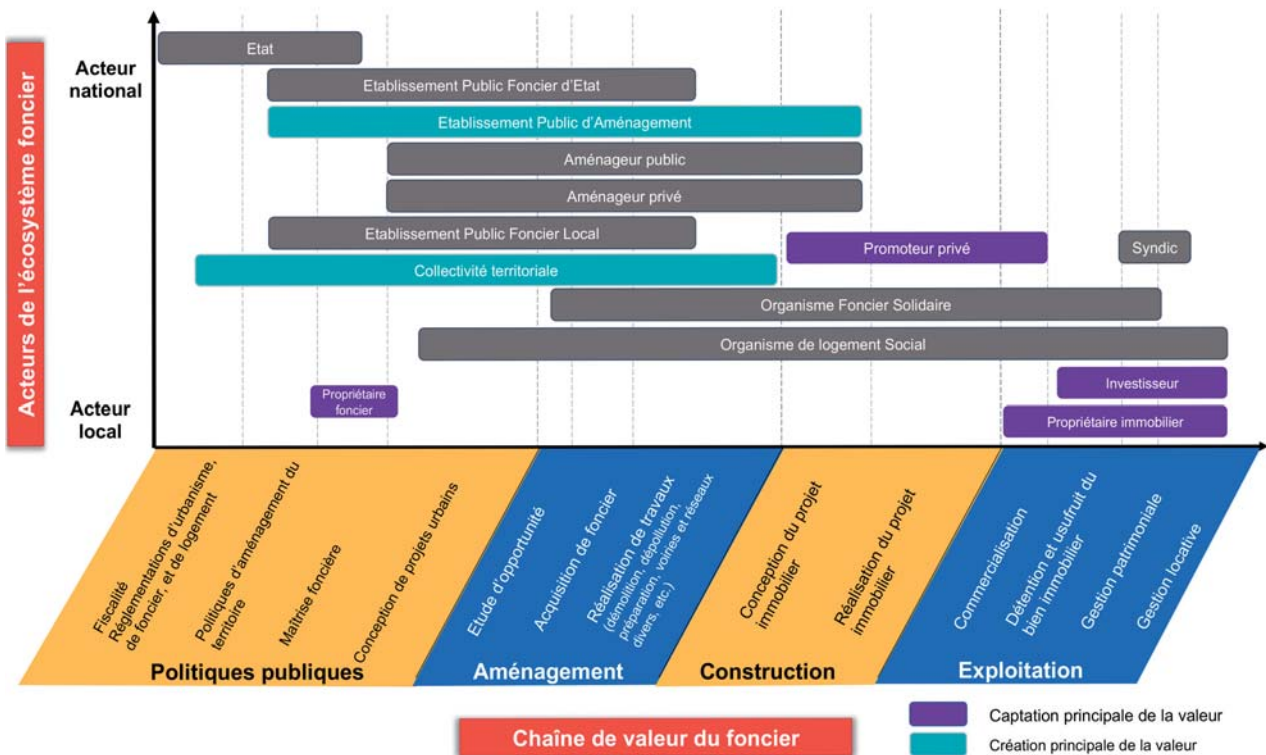 Acteurs de l'écosystème foncier
Acteur
national
Acteur
local
Etat
Etablissement Public Foncier d'Etat
Etablissement Public d'Aménagement
Aménageur public
Aménageur privé
Etablissement Public Foncier Local
Promoteur privé
Syndic
Collectivité territoriale
Organisme Foncier Solidaire
Organisme de logement Social
Propriétaire
foncier
Investisseur
Propriétaire immobilier
Fiscalité
Réglementations d'urbanisme,
de foncier, et de logement
Politiques d'aménagement du
territoire
Maîtrise foncière
Conception de projets urbains
Etude d'opportunité
Acquisition de foncier
Réalisation de travaux
(démolition, dépollution,
préparation, voiries et réseaux
divers, etc.)
Conception du projet
immobilier
Réalisation du projet
immobilier
Commercialisation
Détention et usufruit du
bien immobilier
Gestion patrimoniale
Gestion locative
Politiques publiques
Aménagement
Construction
Exploitation
Chaîne de valeur du foncier
Captation principale de la valeur
Création principale de la valeur